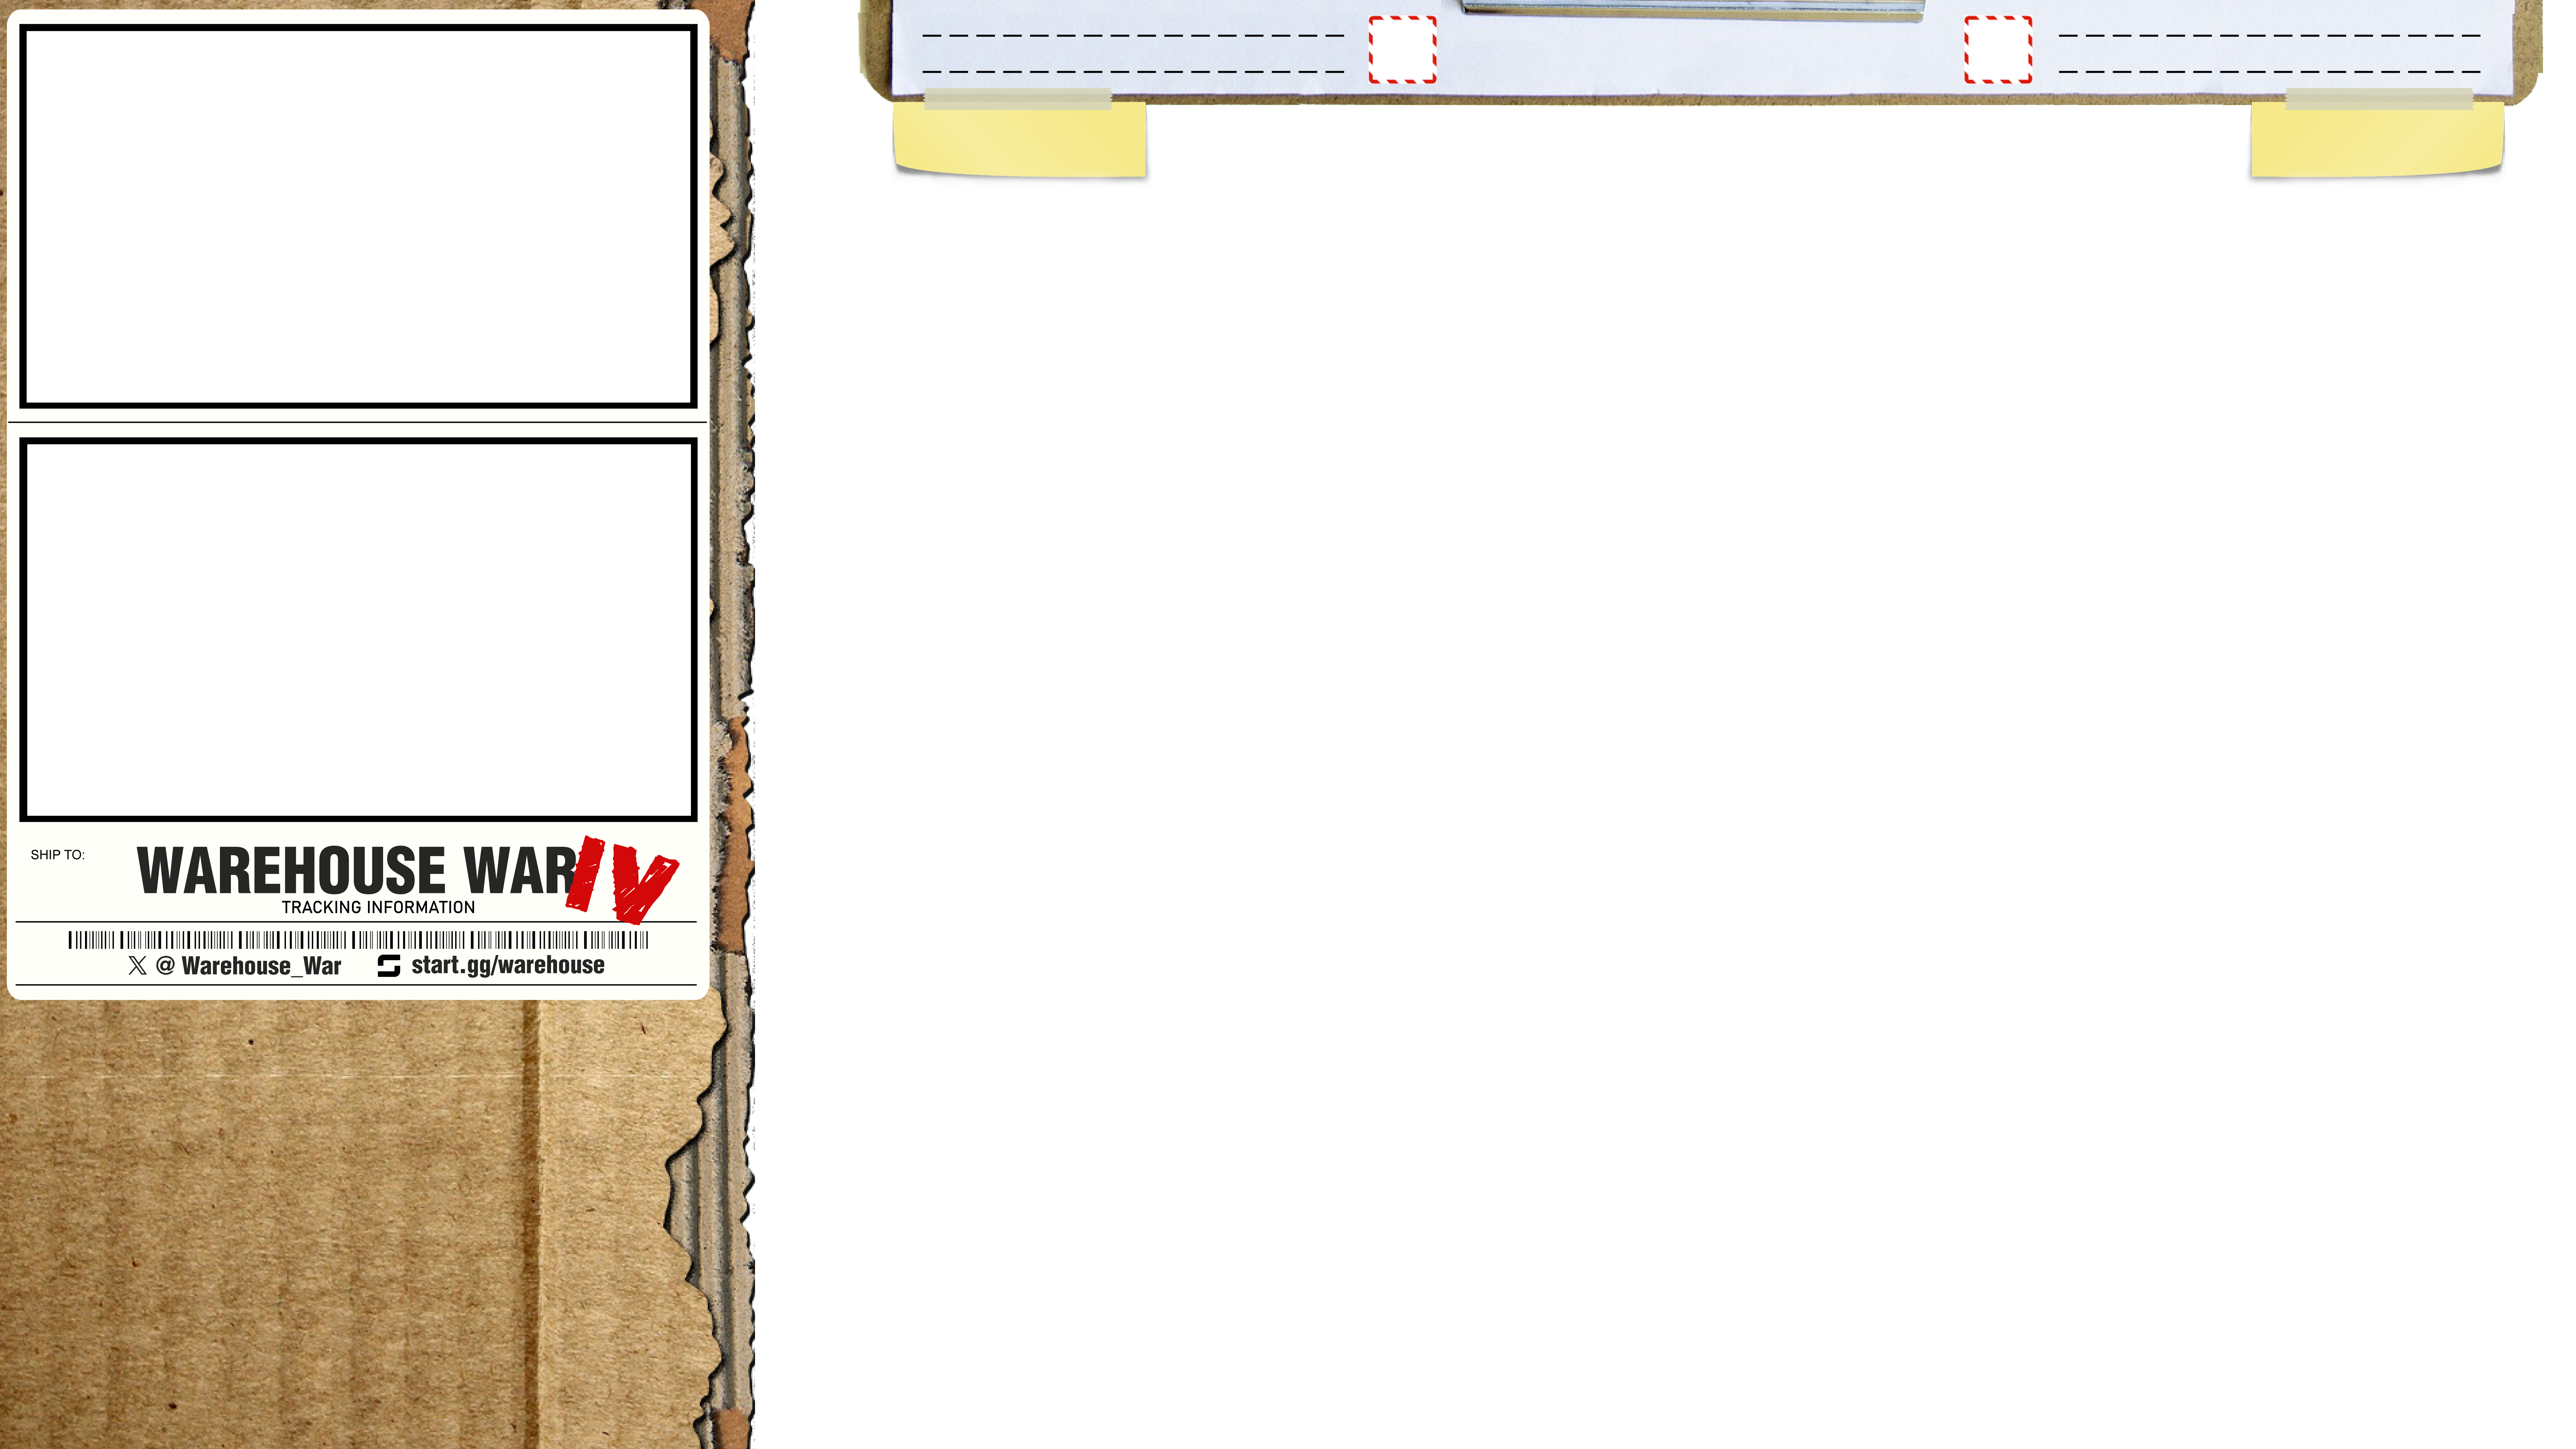 SHIP TO:
WAREHOUSE WAR IV
TRACKING INFORMATION
@ Warehouse_War start.gg/warehouse